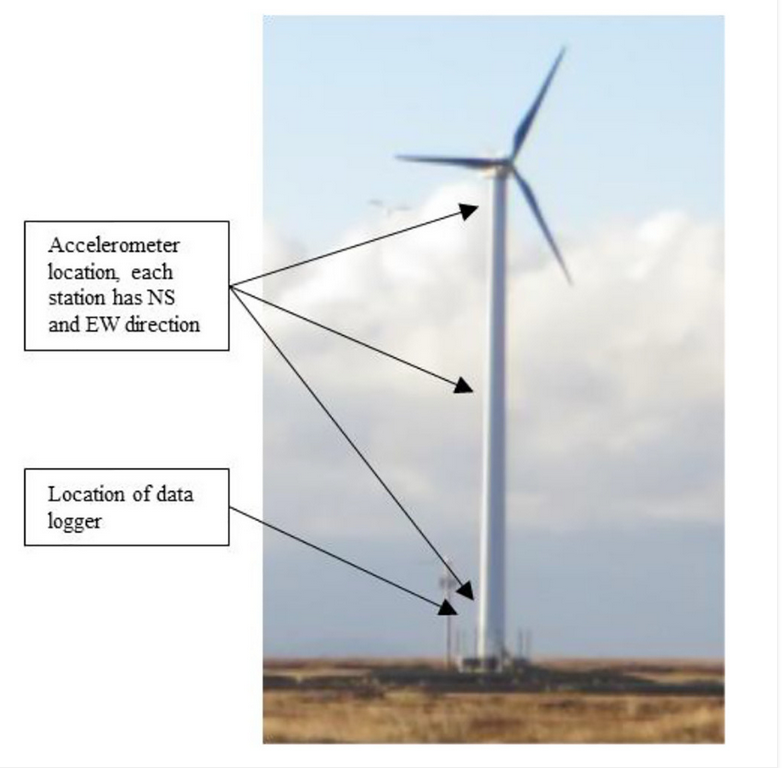 Accelerometer
location, each
station has NS
and EW direction
Location of data
logger